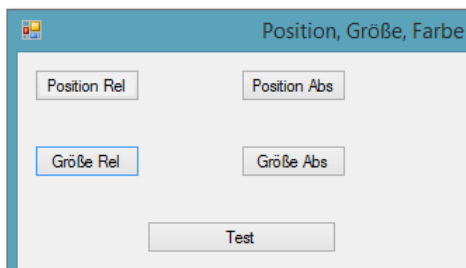 Position, Größe, Farbe
Position Rel Position Abs
Größe Rel Größe Abs
Test